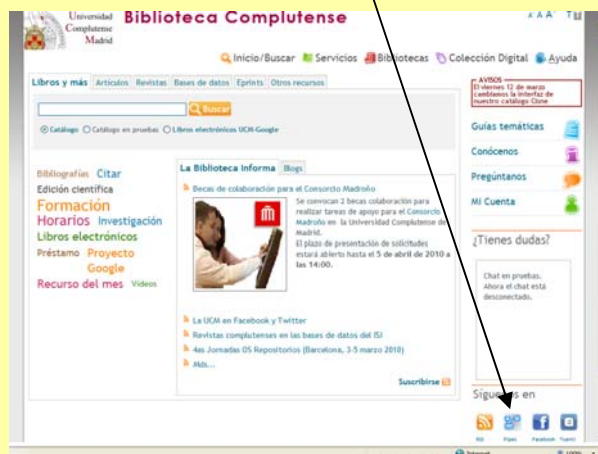 Universidad
Complutense
Madrid
Biblioteca Complutense
A A A
Inicio/Buscar Servicios Bibliotecas Colección Digital Ayuda
Libros y más Artículos Revistas Bases de datos Eprints Otros recursos
Buscar
Catálogo Catálogo en pruebas Libros electrónicos UCM-Google
AVISOS
El viernes 12 de marzo
cambiamos la interfaz de
nuestro catálogo Cisne
Guías temáticas
Conócenos
Pregúntanos
Mi Cuenta
Bibliografías Citar
Edición científica
Formación
Horarios Investigación
Libros electrónicos
Préstamo Proyecto
Google
Recurso del mes Vídeos
La Biblioteca Informa Blogs
Becas de colaboración para el Consorcio Madroño
Se convocan 2 becas colaboración para
realizar tareas de apoyo para el Consorcio
Madroño en la Universidad Complutense de
Madrid.
El plazo de presentación de solicitudes
estará abierto hasta el 5 de abril de 2010 a
las 14:00.
La UCM en Facebook y Twitter
Revistas complutenses en las bases de datos del ISI
4as Jornadas OS Repositorios (Barcelona, 3-5 marzo 2010)
Más...
Suscribirse
¿Tienes dudas?
Chat en pruebas.
Ahora el chat está
desconectado.
Síguenos en
RSS Pipes Facebook Tuenti
Internet 100%